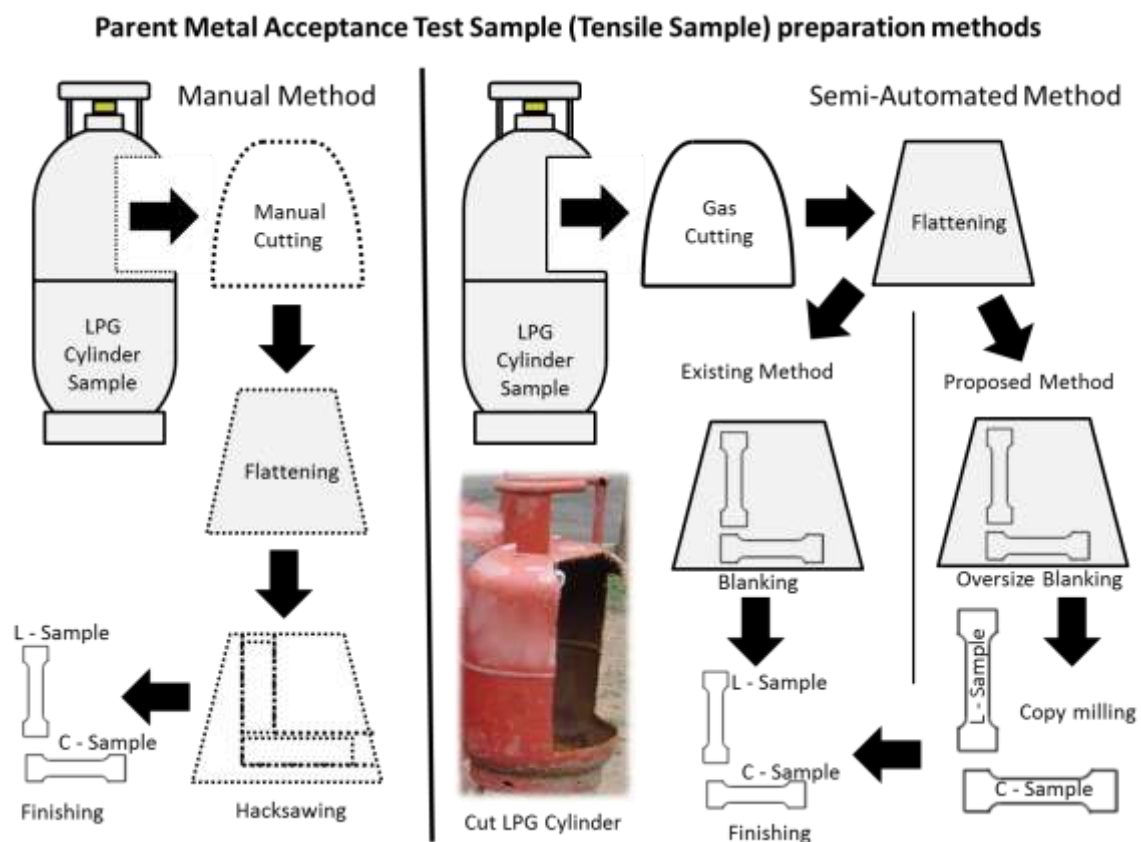 Parent Metal Acceptance Test Sample (Tensile Sample) preparation methods
Manual Method
LPG
Cylinder
Sample
Manual
Cutting
Flattening
Hacksawing
L - Sample
C - Sample
Finishing
Semi-Automated Method
LPG
Cylinder
Sample
Gas
Cutting
Flattening
Existing Method
Proposed Method
Blanking
Oversize Blanking
L - Sample
C - Sample
Copy milling
L - Sample
C - Sample
Finishing
Cut LPG Cylinder